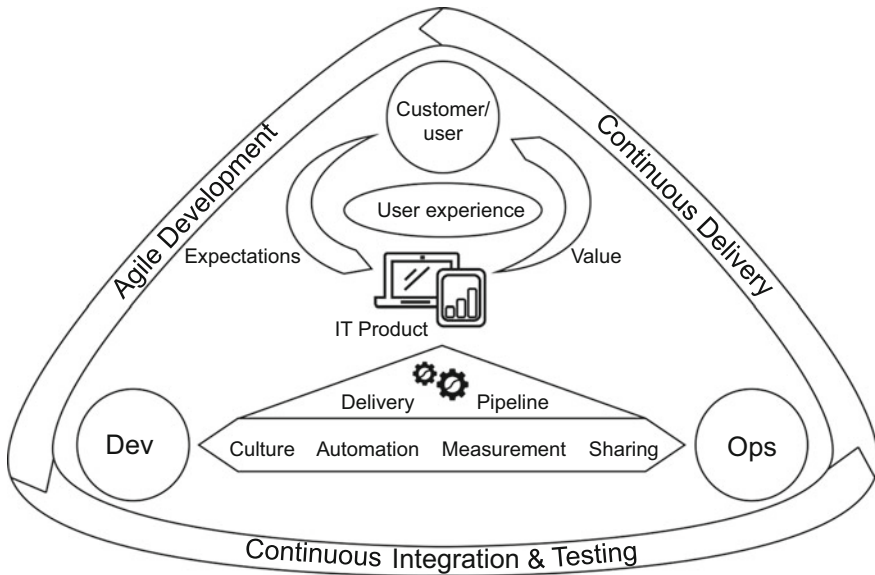 Customer/
user
User experience
Agile Development
Continuous Delivery
Expectations
Value
IT Product
Delivery Pipeline
Dev
Culture Automation Measurement Sharing
Ops
Continuous Integration & Testing